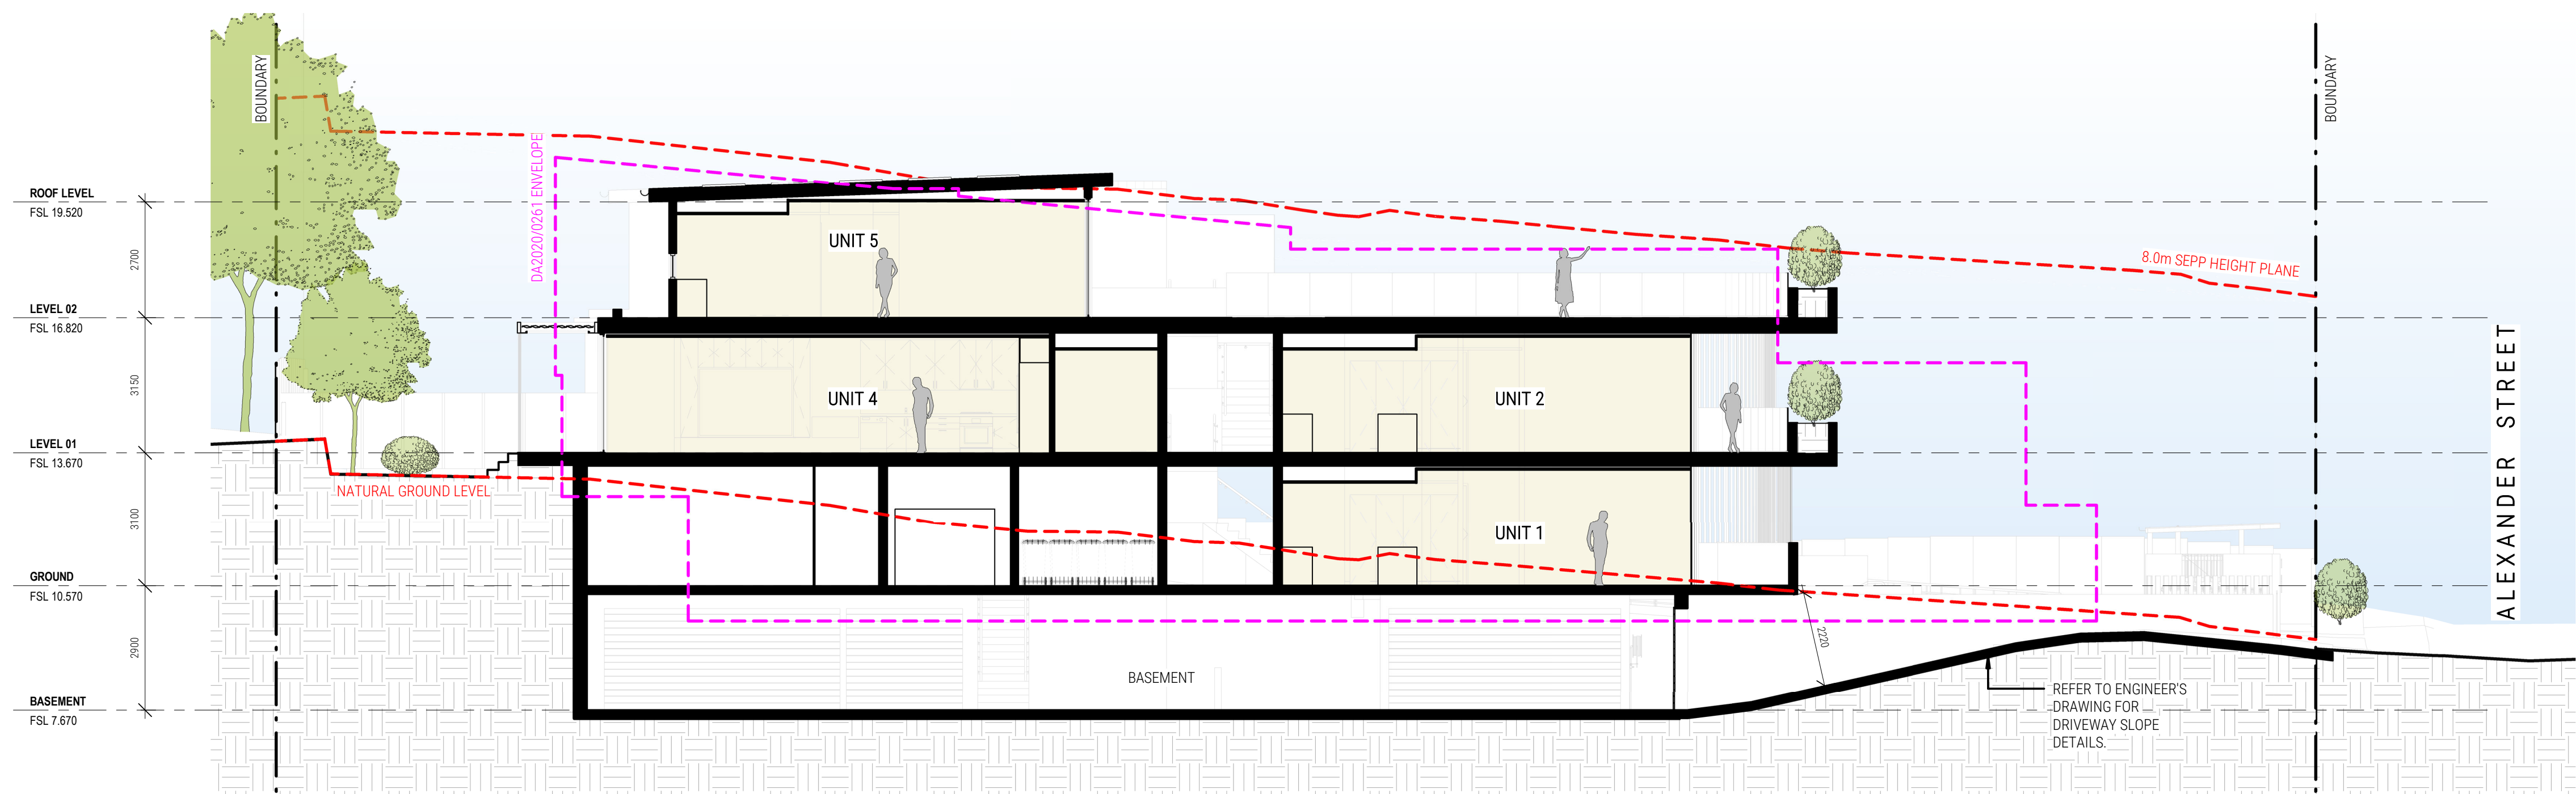 BOUNDARY
BOUNDARY
DA2020/0261 ENVELOPE
ROOF LEVEL
FSL 19.520
2700
UNIT 5
8.0m SEPP HEIGHT PLANE
LEVEL 02
FSL 16.820
3150
UNIT 4
UNIT 2
ALEXANDER STREET
LEVEL 01
FSL 13.670
NATURAL GROUND LEVEL
3100
UNIT 1
GROUND
FSL 10.570
2900
2220
BASEMENT
BASEMENT
FSL 7.670
REFER TO ENGINEER'S
DRAWING FOR
DRIVEWAY SLOPE
DETAILS.